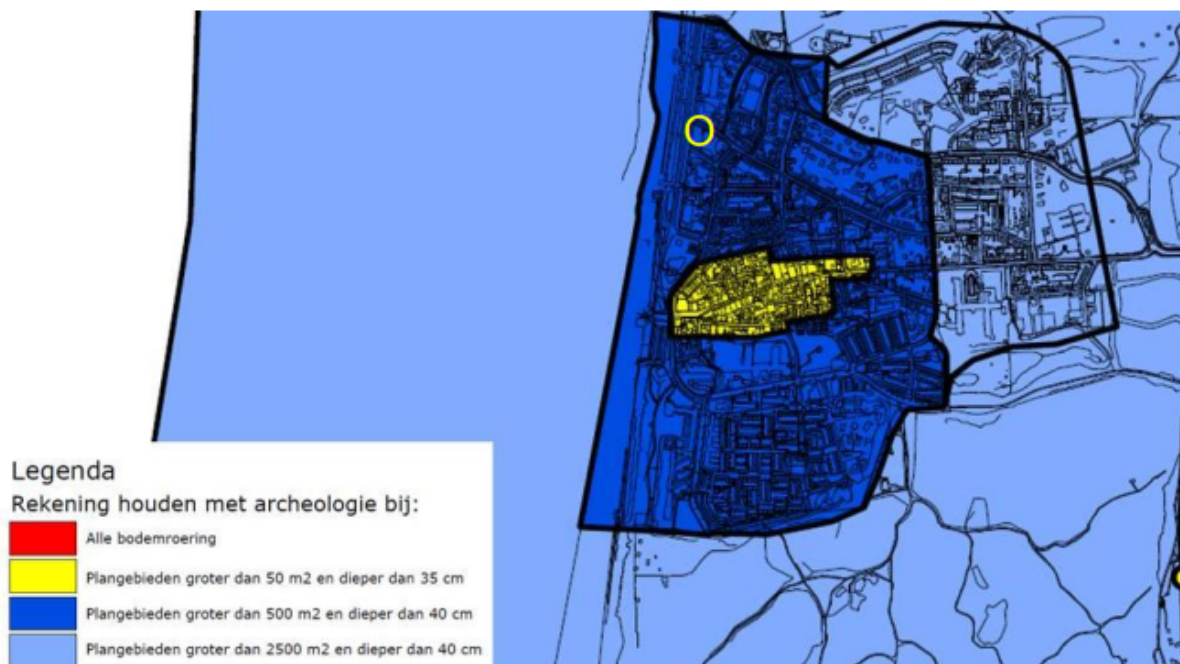 Legenda
Rekening houden met archeologie bij:
Alle bodemroering
Plangebieden groter dan 50 m2 en dieper dan 35 cm
Plangebieden groter dan 500 m2 en dieper dan 40 cm
Plangebieden groter dan 2500 m2 en dieper dan 40 cm